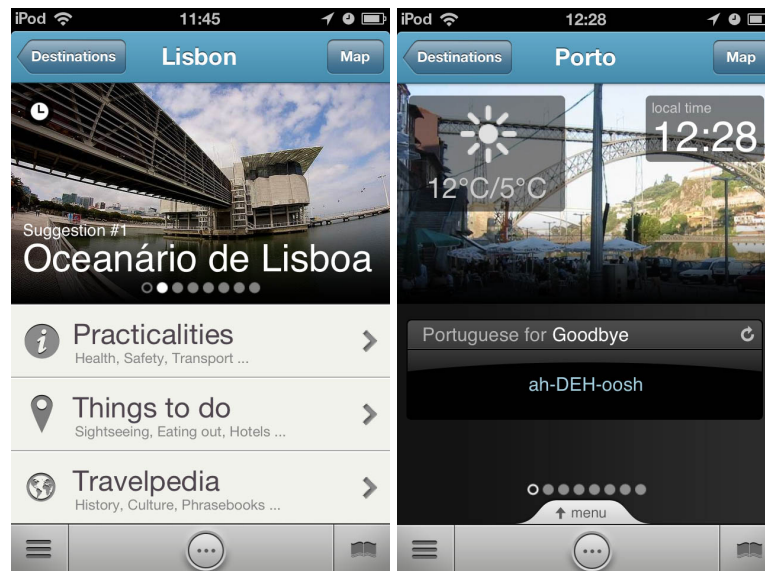 iPod 11:45
Destinations Lisbon Map
Suggestion #1
Oceanário de Lisboa
Practicalities
Health, Safety, Transport ...
Things to do
Sightseeing, Eating out, Hotels ...
Travelpedia
History, Culture, Phrasebooks ...
iPod 12:28
Destinations Porto Map
local time
12:28
12°C/5°C
Portuguese for Goodbye
ah-DEH-oosh
menu